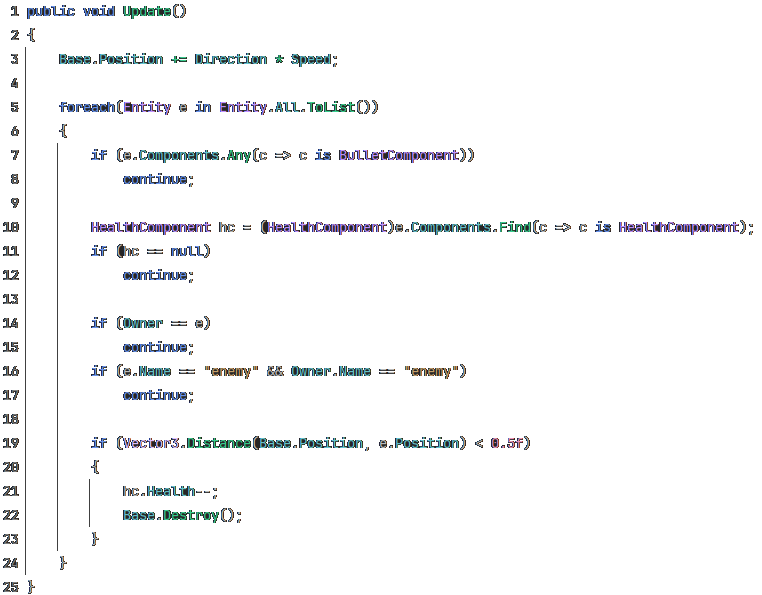 1 public void Update()
2 {
3 Base.Position += Direction * Speed;
4
5 foreach(Entity e in Entity.All.ToList())
6 {
7 if (e.Components.Any(c => c is BulletComponent))
8 continue;
9
10 HealthComponent hc = (HealthComponent)e.Components.Find(c => c is HealthComponent);
11 if (hc == null)
12 continue;
13
14 if (Owner == e)
15 continue;
16 if (e.Name == "enemy" && Owner.Name == "enemy")
17 continue;
18
19 if (Vector3.Distance(Base.Position, e.Position) < 0.5f)
20 {
21 hc.Health--;
22 Base.Destroy();
23 }
24 }
25 }